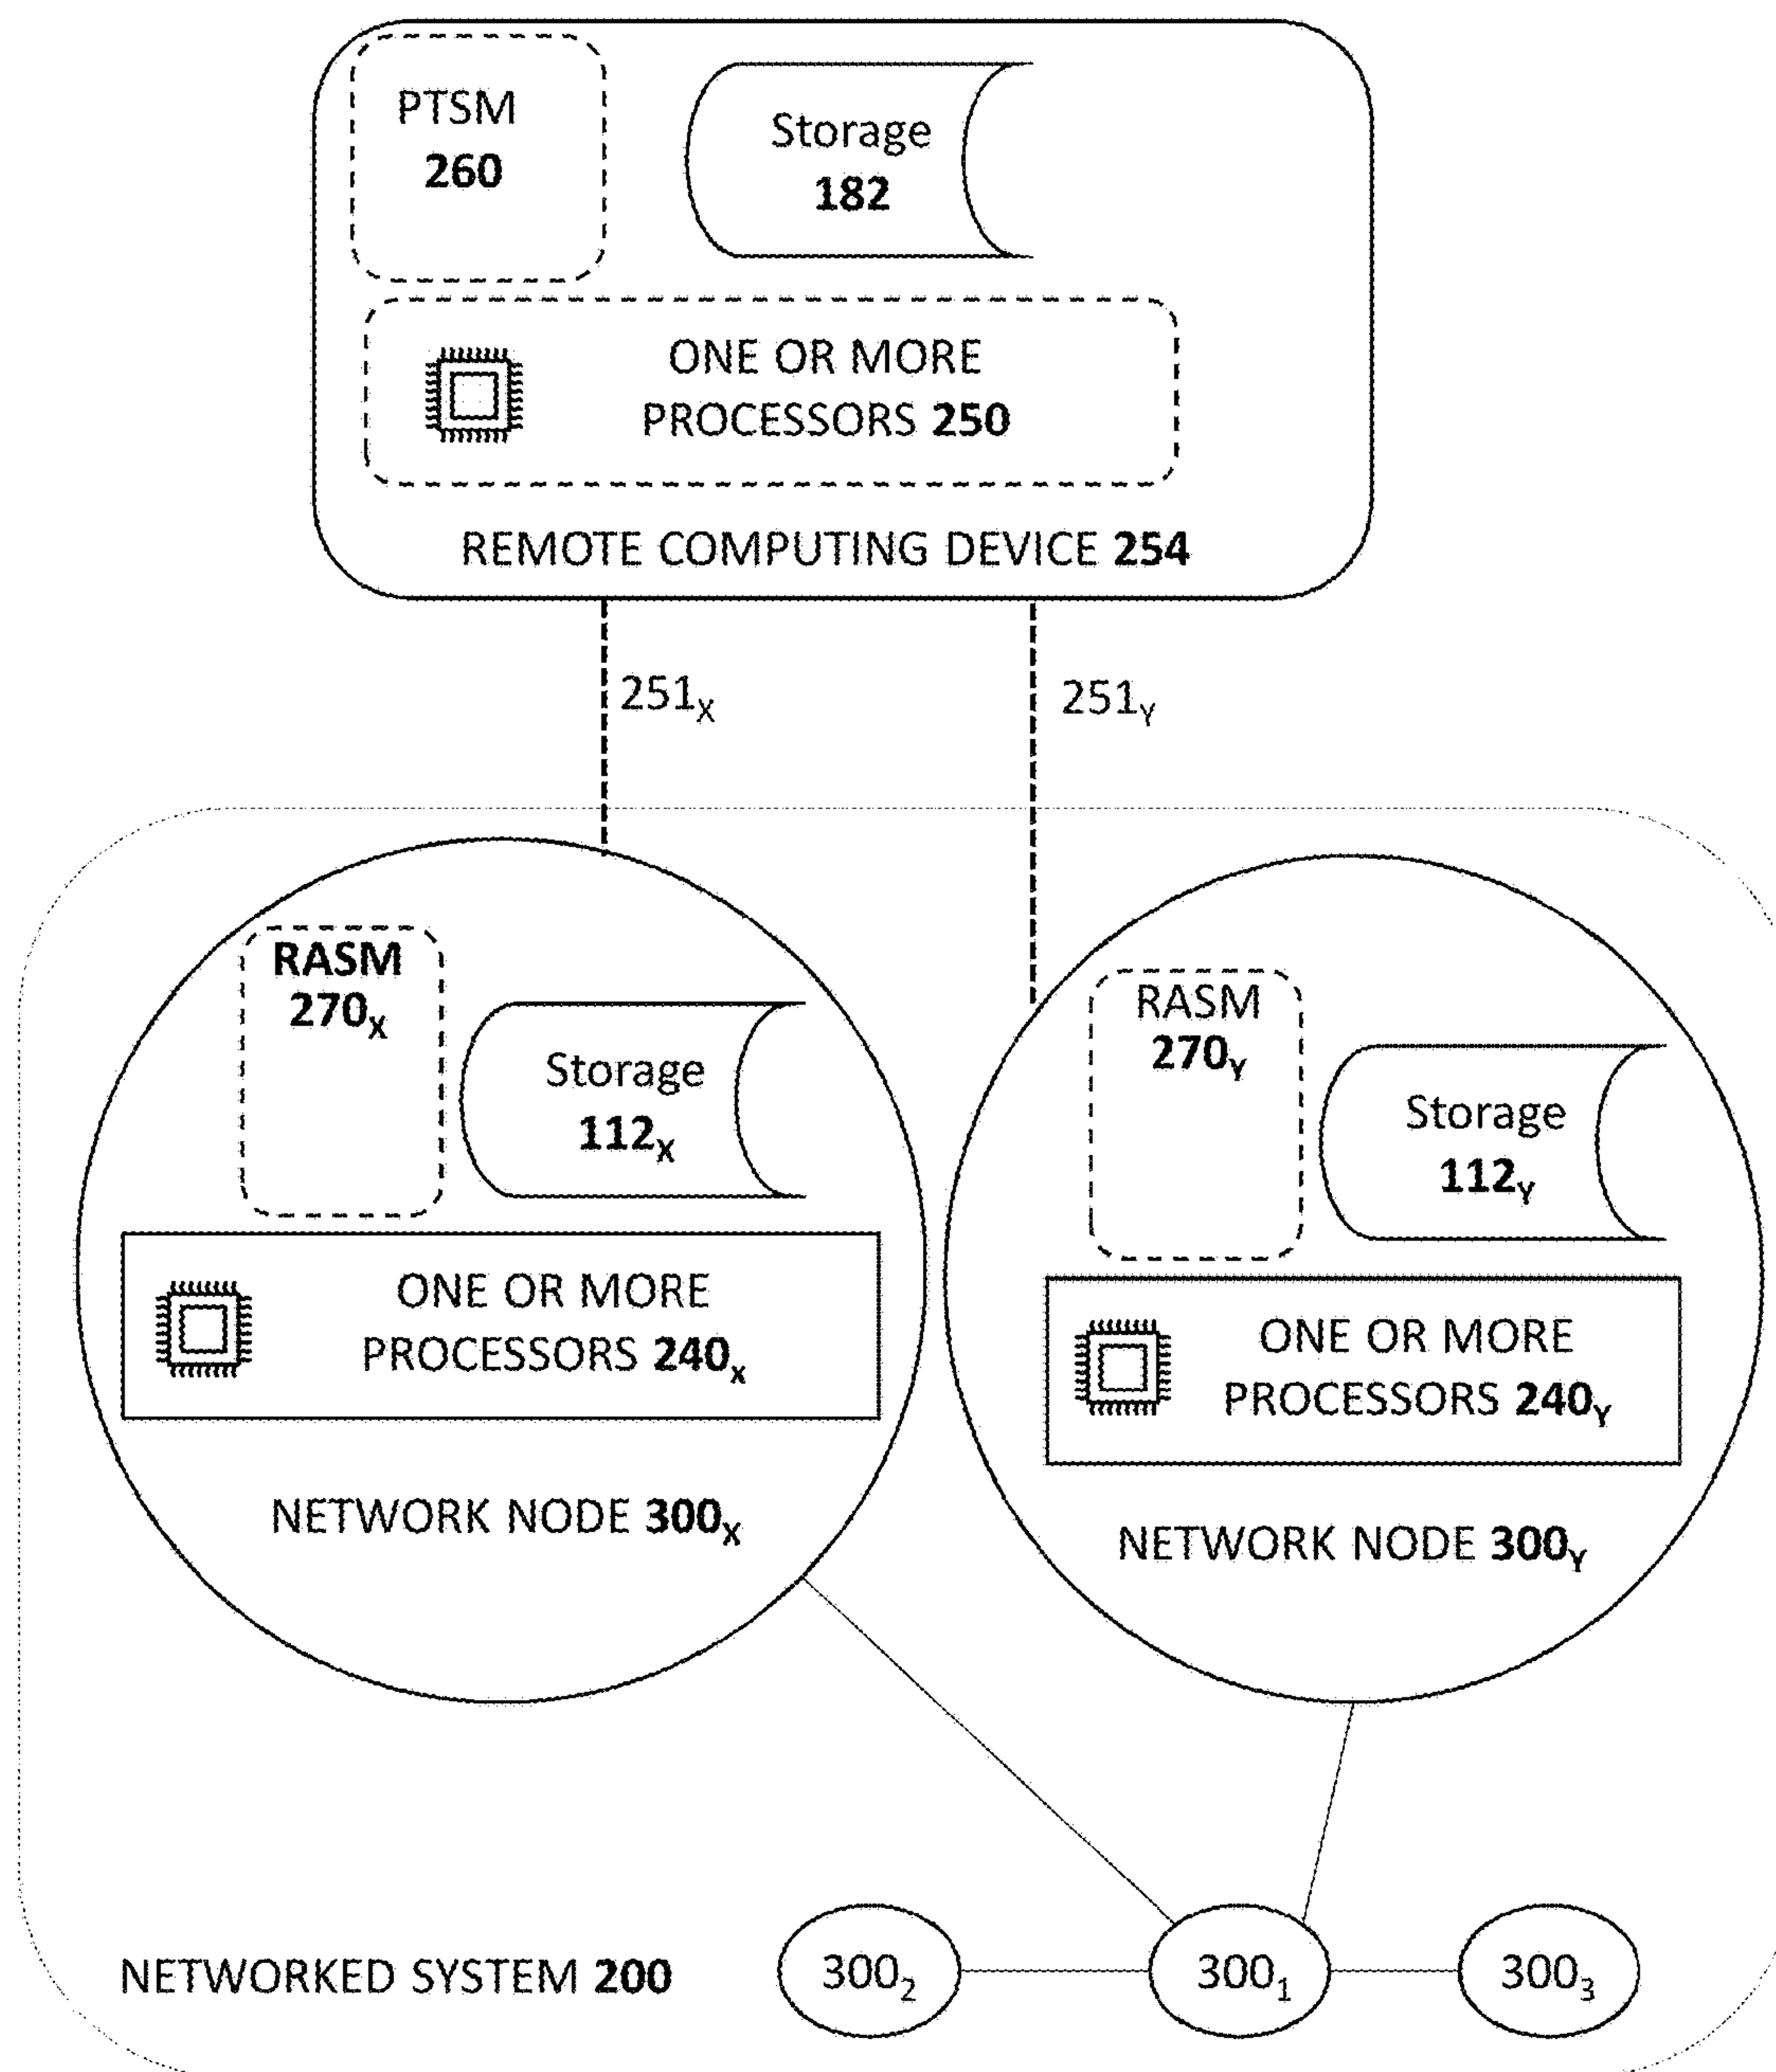 PTSM
260
Storage
182
ONE OR MORE
PROCESSORS 250
REMOTE COMPUTING DEVICE 254
251X
251Y
RASM
270X
Storage
112X
ONE OR MORE
PROCESSORS 240X
NETWORK NODE 300X
RASM
270Y
Storage
112Y
ONE OR MORE
PROCESSORS 240Y
NETWORK NODE 300Y
NETWORKED SYSTEM 200
300₂
300₁
300₃